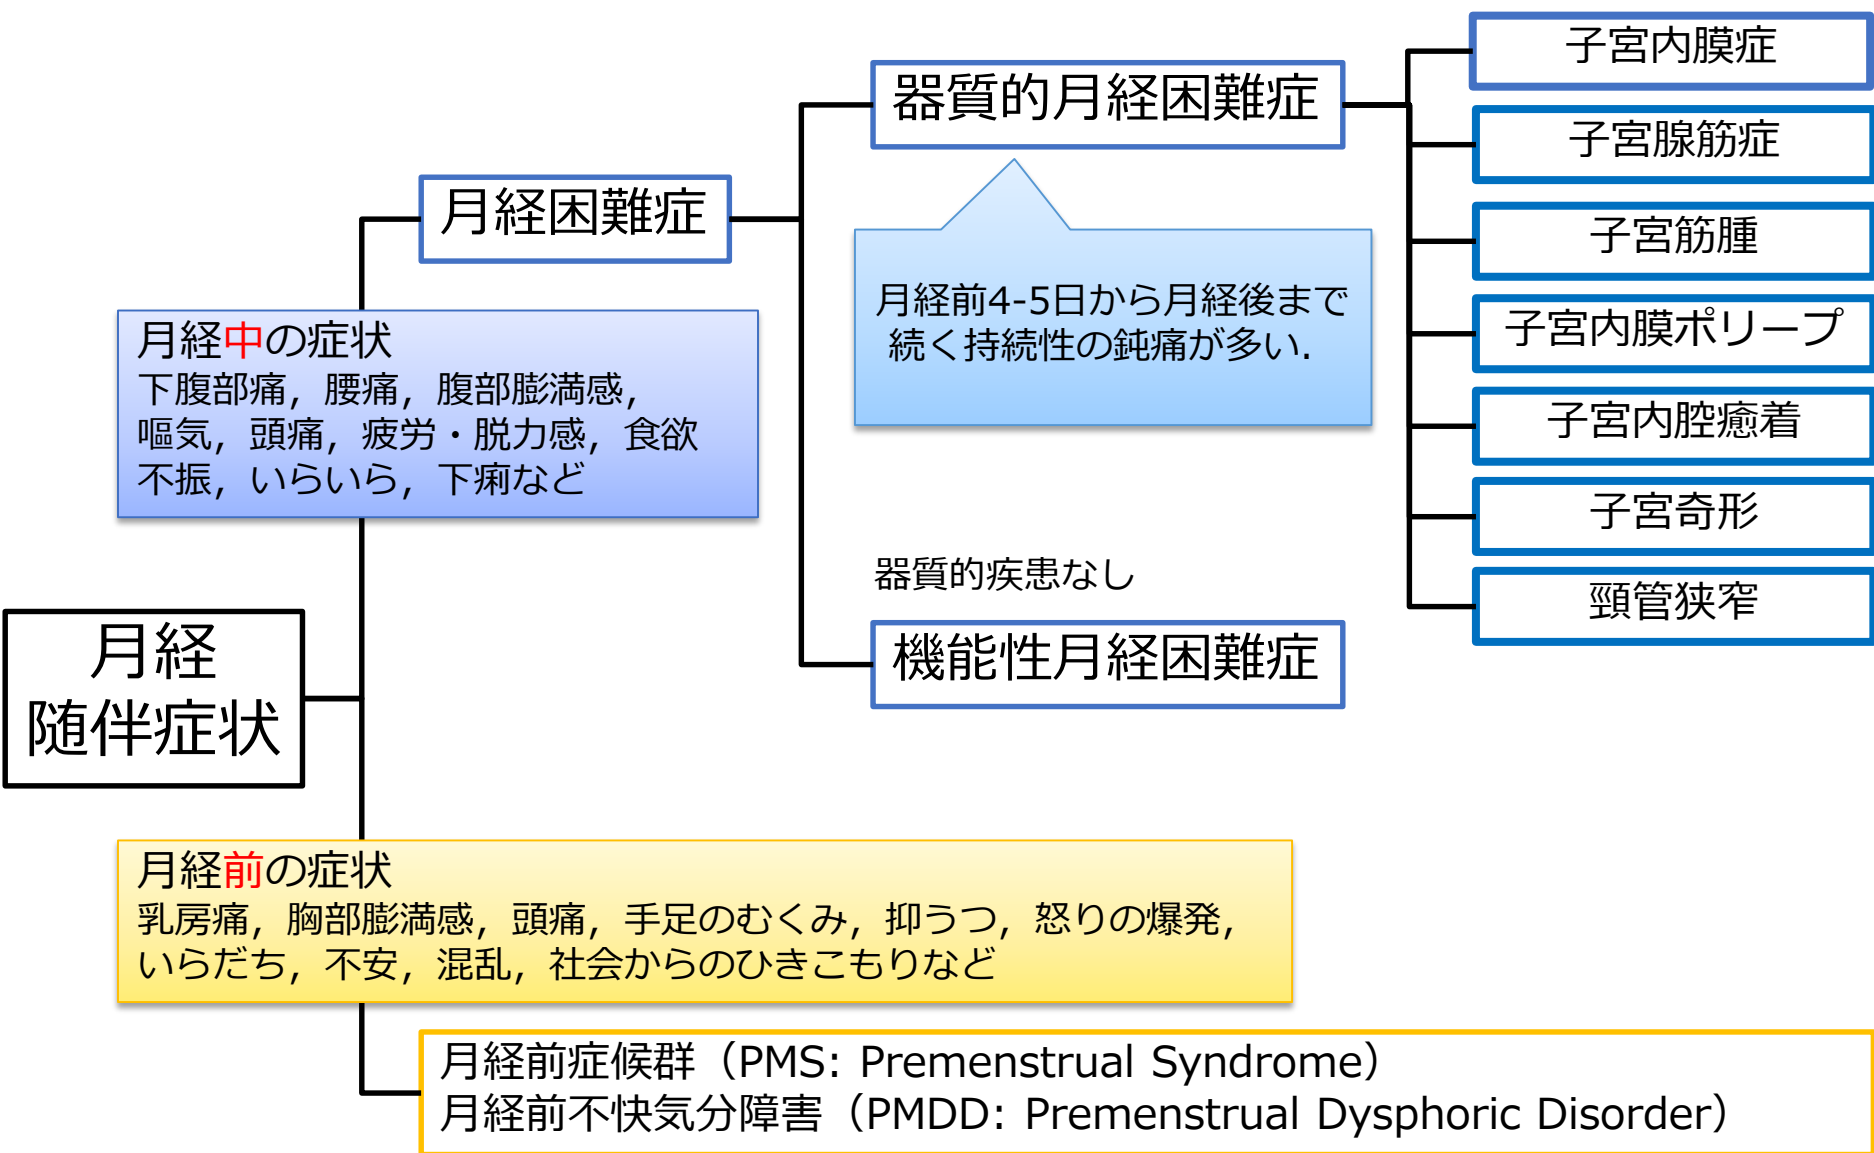 子宮内膜症
器質的月経困難症
子宮腺筋症
月経困難症
子宮筋腫
月経前4-5日から月経後まで
続く持続性の鈍痛が多い.
子宮内膜ポリープ
月経中の症状
下腹部痛，腰痛，腹部膨満感，
嘔気，頭痛，疲労・脱力感，食欲
不振，いらいら，下痢など
子宮内腔癒着
子宮奇形
器質的疾患なし
頸管狭窄
機能性月経困難症
月経
随伴症状
月経前の症状
乳房痛，胸部膨満感，頭痛，手足のむくみ，抑うつ，怒りの爆発，
いらだち，不安，混乱，社会からのひきこもりなど
月経前症候群（PMS: Premenstrual Syndrome）
月経前不快気分障害（PMDD: Premenstrual Dysphoric Disorder）